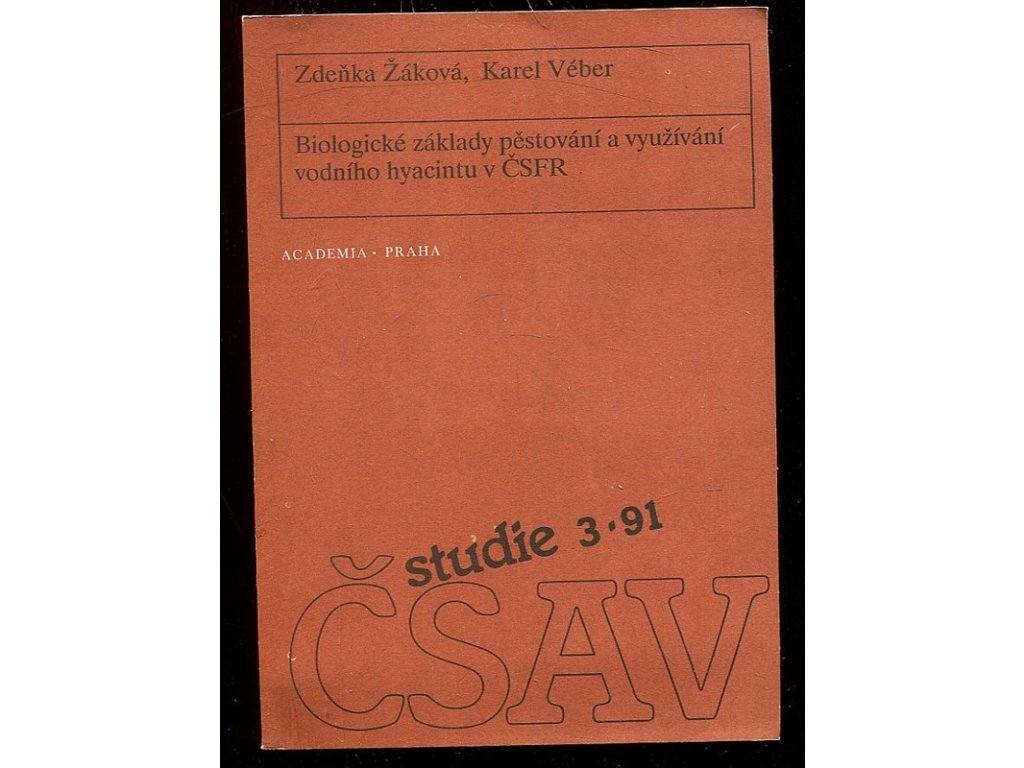 Zdeňka Žáková, Karel Véber
Biologické základy pěstování a využívání
vodního hyacintu v ČSFR
ACADEMIA • PRAHA
studie 3•91
ČSAV